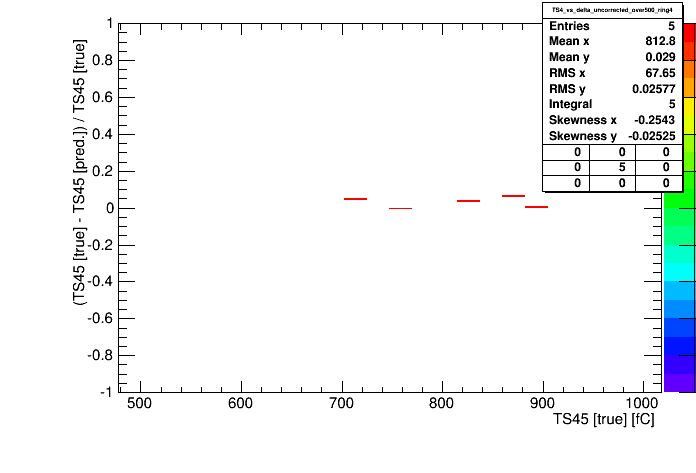 TS4_vs_delta_uncorrected_over500_ring4
Entries 5
Mean x 812.8
Mean y 0.029
RMS x 67.65
RMS y 0.02577
Integral 5
Skewness x -0.2543
Skewness y -0.02525
0 0 0
0 5 0
0 0 0
(TS45 [true] - TS45 [pred.]) / TS45 [true]
1
0.8
0.6
0.4
0.2
0
-0.2
-0.4
-0.6
-0.8
-1
500 600 700 800 900 1000
TS45 [true] [fC]